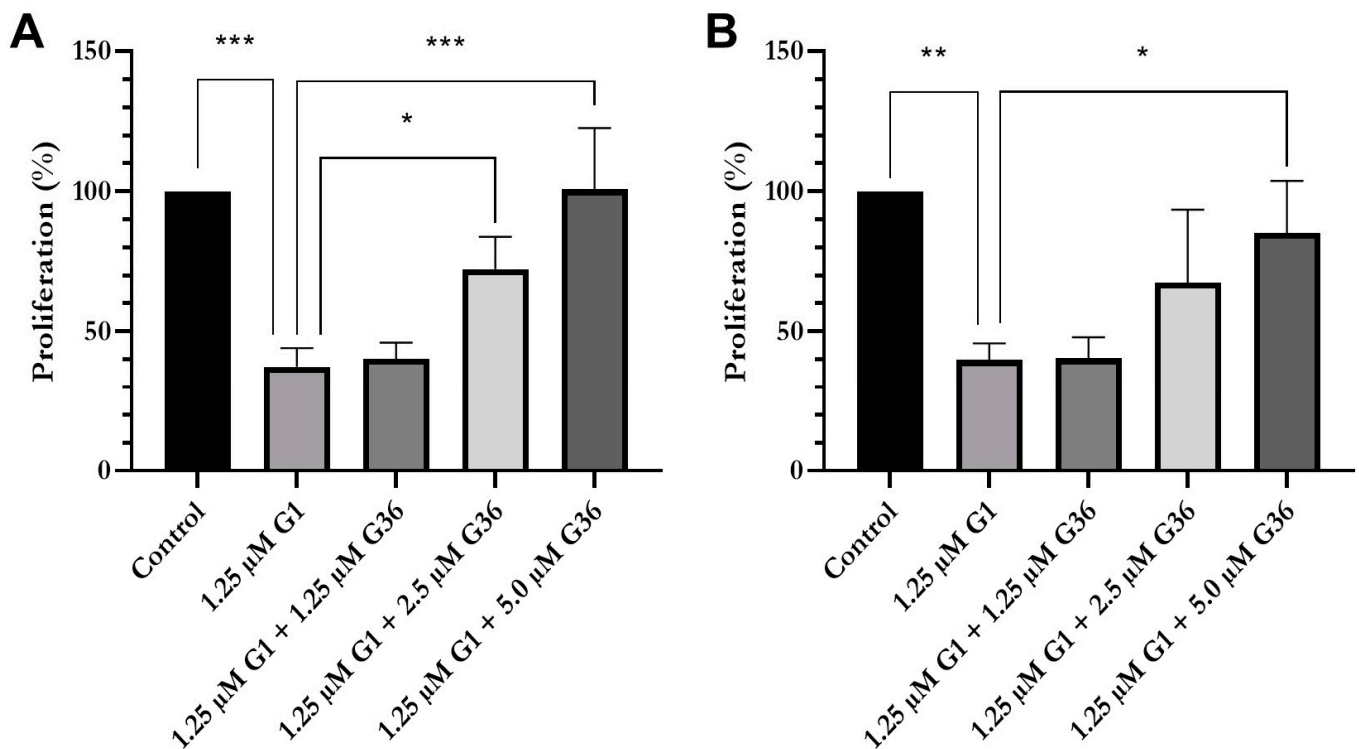 A
Proliferation (%)
150
100
50
0
***
***
*
Control
1.25 μM G1
1.25 μM G1 + 1.25 μM G36
1.25 μM G1 + 2.5 μM G36
1.25 μM G1 + 5.0 μM G36
B
Proliferation (%)
150
100
50
0
**
*
Control
1.25 μM G1
1.25 μM G1 + 1.25 μM G36
1.25 μM G1 + 2.5 μM G36
1.25 μM G1 + 5.0 μM G36